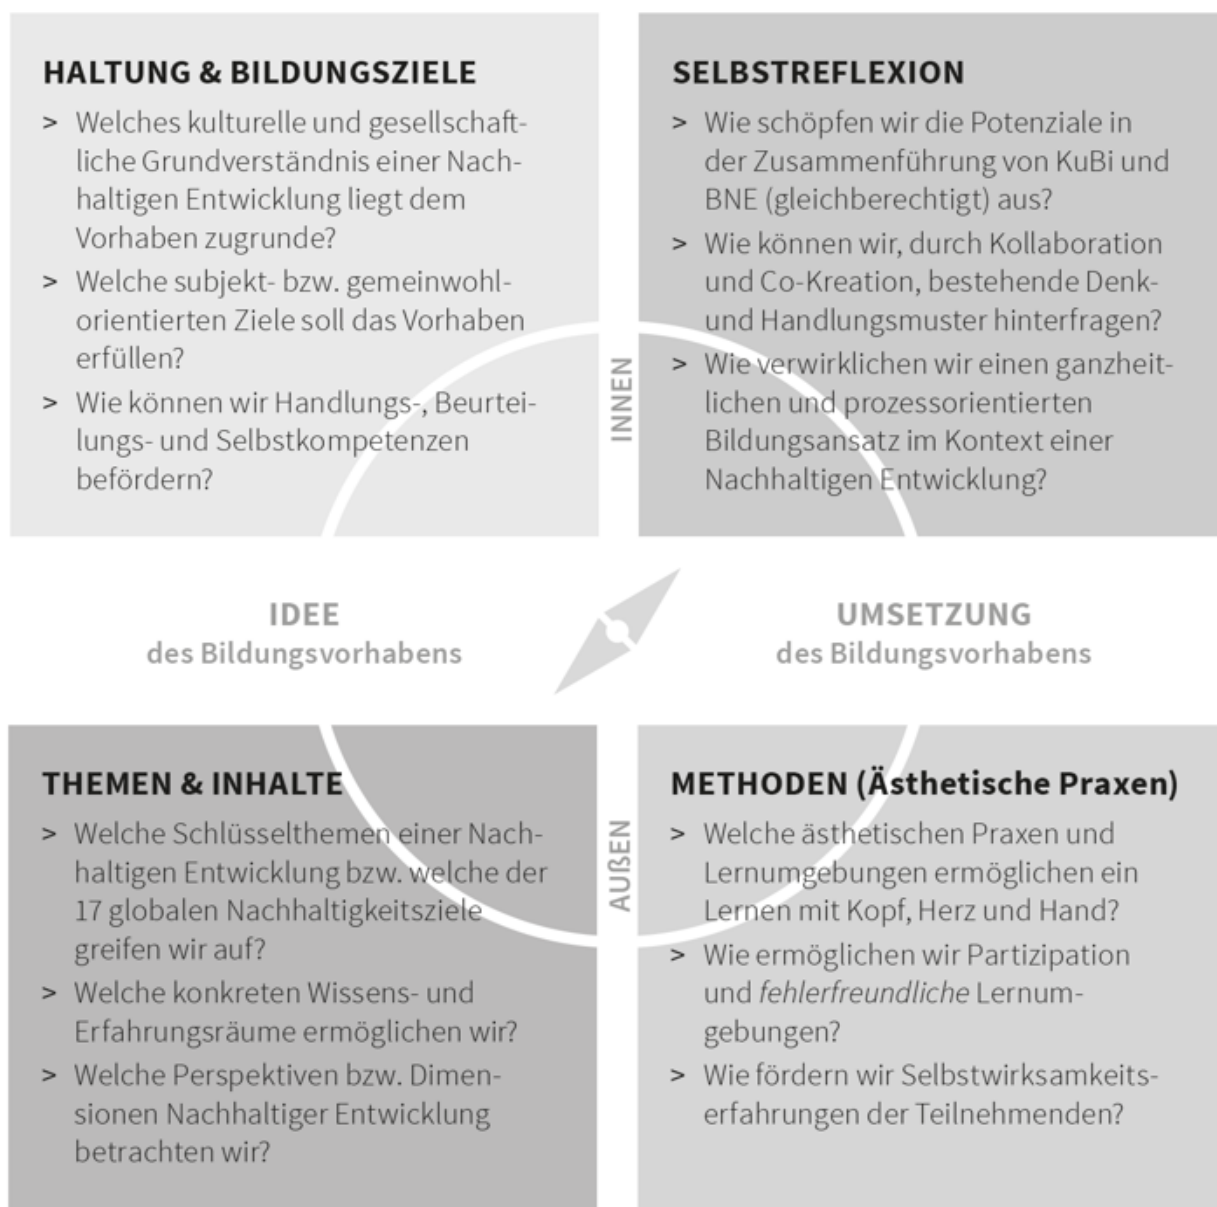 HALTUNG & BILDUNGSZIELE
> Welches kulturelle und gesellschaft-
liche Grundverständnis einer Nach-
haltigen Entwicklung liegt dem
Vorhaben zugrunde?
> Welche subjekt- bzw. gemeinwohl-
orientierten Ziele soll das Vorhaben
erfüllen?
> Wie können wir Handlungs-, Beurtei-
lungs- und Selbstkompetenzen
befördern?
SELBSTREFLEXION
> Wie schöpfen wir die Potenziale in
der Zusammenführung von KuBi und
BNE (gleichberechtigt) aus?
> Wie können wir, durch Kollaboration
und Co-Kreation, bestehende Denk-
und Handlungsmuster hinterfragen?
> Wie verwirklichen wir einen ganzheit-
lichen und prozessorientierten
Bildungsansatz im Kontext einer
Nachhaltigen Entwicklung?
INNEN
IDEE
des Bildungsvorhabens
UMSETZUNG
des Bildungsvorhabens
THEMEN & INHALTE
> Welche Schlüsselthemen einer Nach-
haltigen Entwicklung bzw. welche der
17 globalen Nachhaltigkeitsziele
greifen wir auf?
> Welche konkreten Wissens- und
Erfahrungsräume ermöglichen wir?
> Welche Perspektiven bzw. Dimen-
sionen Nachhaltiger Entwicklung
betrachten wir?
AUßEN
METHODEN (Ästhetische Praxen)
> Welche ästhetischen Praxen und
Lernumgebungen ermöglichen ein
Lernen mit Kopf, Herz und Hand?
> Wie ermöglichen wir Partizipation
und fehlerfreundliche Lernum-
gebungen?
> Wie fördern wir Selbstwirksamkeits-
erfahrungen der Teilnehmenden?